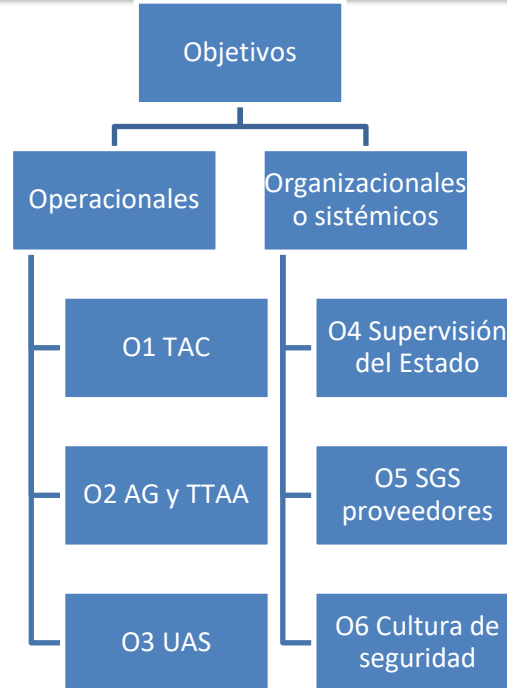 Objetivos
Operacionales
O1 TAC
O2 AG y TTAA
O3 UAS
Organizacionales
o sistémicos
O4 Supervisión
del Estado
O5 SGS
proveedores
O6 Cultura de
seguridad